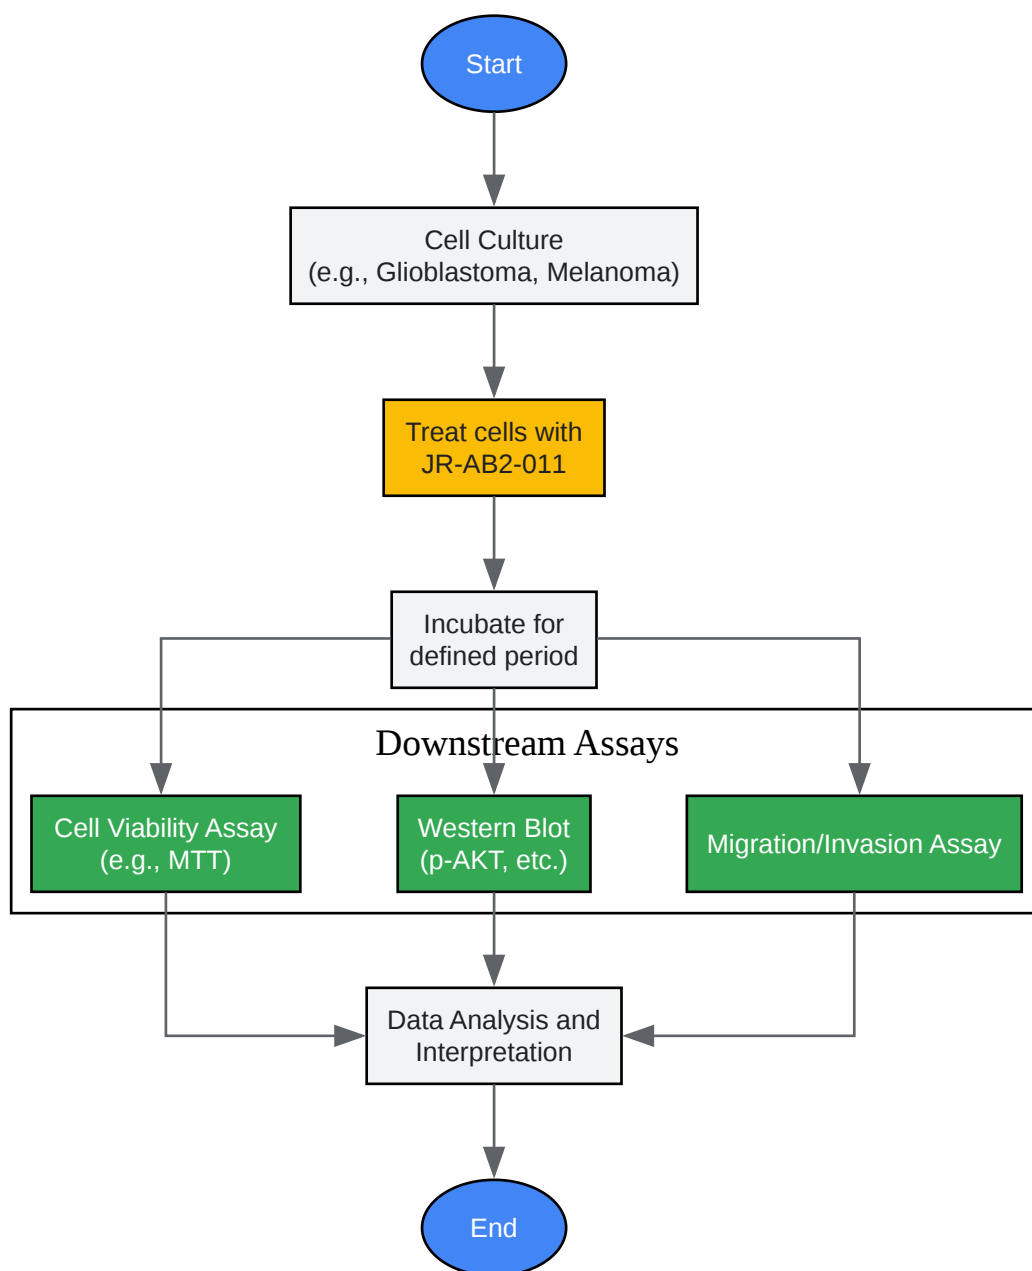 Start
Cell Culture
(e.g., Glioblastoma, Melanoma)
Treat cells with
JR-AB2-011
Incubate for
defined period
Downstream Assays
Cell Viability Assay
(e.g., MTT)
Western Blot
(p-AKT, etc.)
Migration/Invasion Assay
Data Analysis and
Interpretation
End